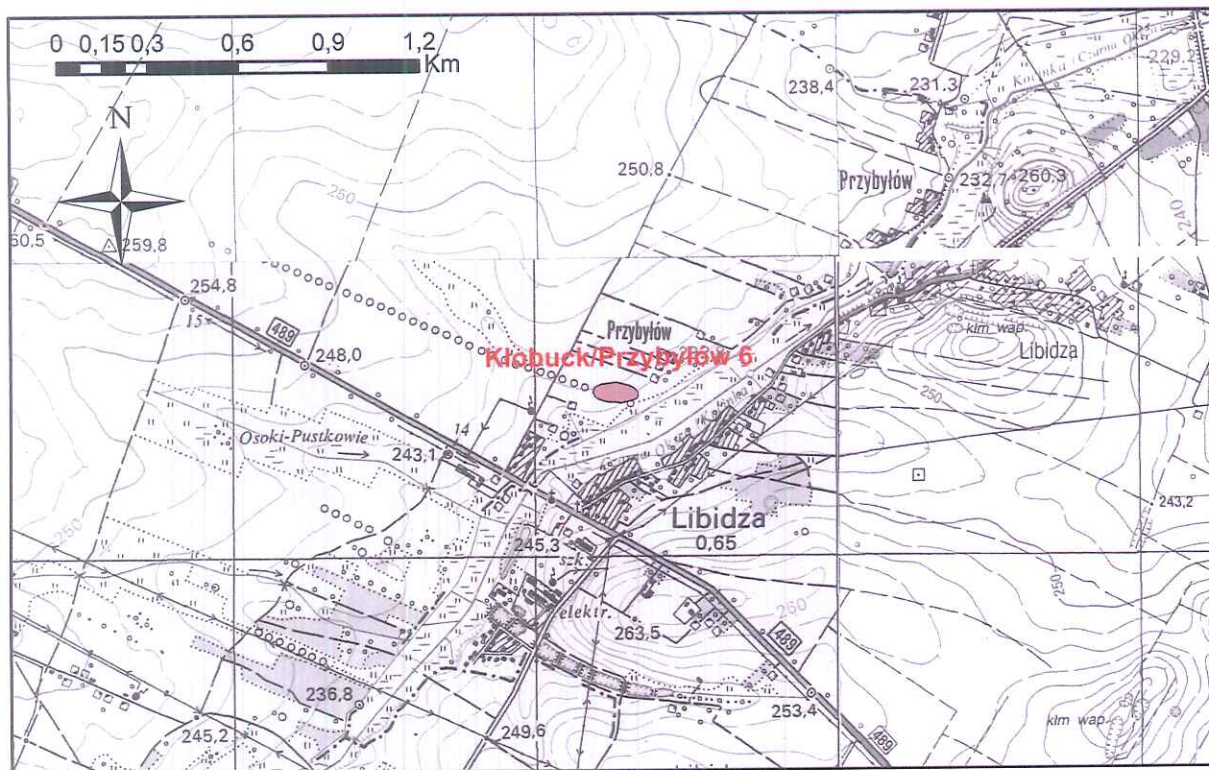 0 0,15 0,3 0,6 0,9 1,2
Km
N
238,4
231.3
229,2
250,8
Przybyłów
232,7
260,3
250
240
60,5
259,8
254,8
15
489
248,0
Przybyłów
Kłobuck/Przybyłów 6
kłm wap.
Libidza
250
Osoki-Pustkowie
14
243,1
Libidza
0,65
243,2
245,3
szk.
250
elektr.
260
263,5
250
489
236,8
253,4
245,2
249,6
kłm wap.
489